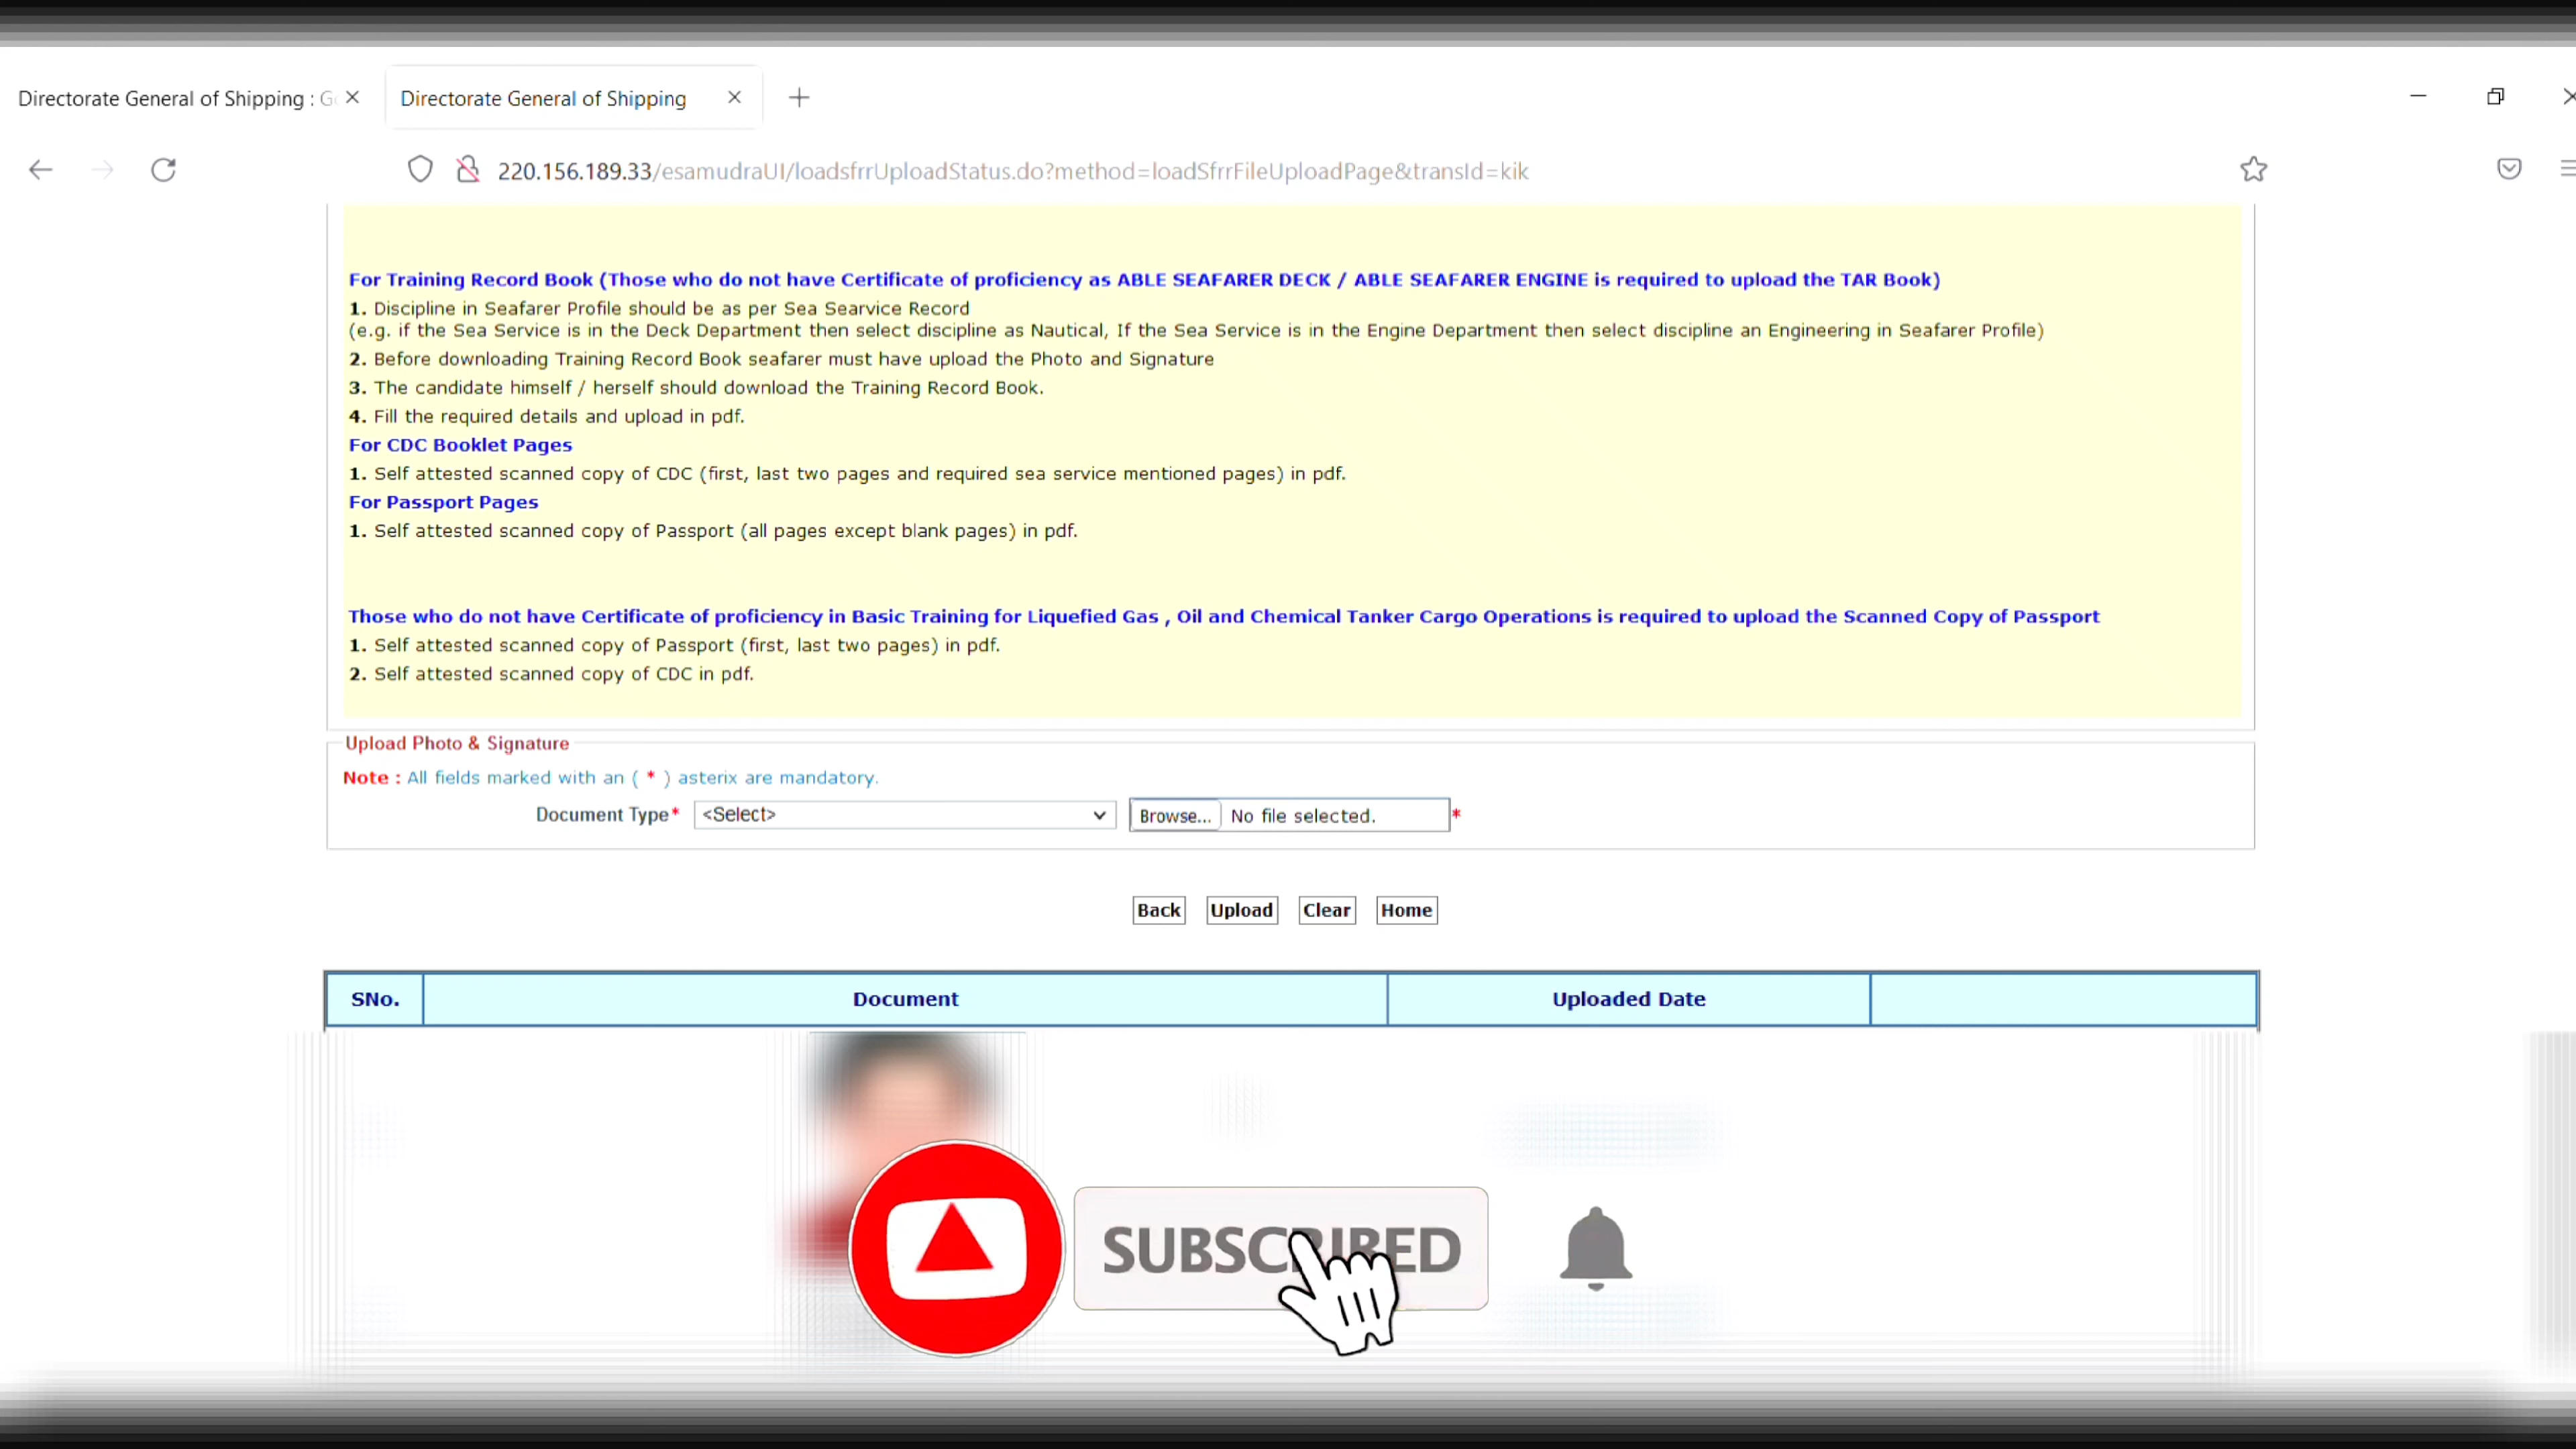 Directorate General of Shipping : G
Directorate General of Shipping
220.156.189.33/esamudraUI/loadsfrrUploadStatus.do?method=loadSfrrFileUploadPage&transId=kik
For Training Record Book (Those who do not have Certificate of proficiency as ABLE SEAFARER DECK / ABLE SEAFARER ENGINE is required to upload the TAR Book)
1. Discipline in Seafarer Profile should be as per Sea Searvice Record
(e.g. if the Sea Service is in the Deck Department then select discipline as Nautical, If the Sea Service is in the Engine Department then select discipline an Engineering in Seafarer Profile)
2. Before downloading Training Record Book seafarer must have upload the Photo and Signature
3. The candidate himself / herself should download the Training Record Book.
4. Fill the required details and upload in pdf.
For CDC Booklet Pages
1. Self attested scanned copy of CDC (first, last two pages and required sea service mentioned pages) in pdf.
For Passport Pages
1. Self attested scanned copy of Passport (all pages except blank pages) in pdf.
Those who do not have Certificate of proficiency in Basic Training for Liquefied Gas , Oil and Chemical Tanker Cargo Operations is required to upload the Scanned Copy of Passport
1. Self attested scanned copy of Passport (first, last two pages) in pdf.
2. Self attested scanned copy of CDC in pdf.
Upload Photo & Signature
Note : All fields marked with an ( * ) asterix are mandatory.
Document Type* <Select> Browse... No file selected. *
Back Upload Clear Home
SNo. Document Uploaded Date
SUBSCRIBED